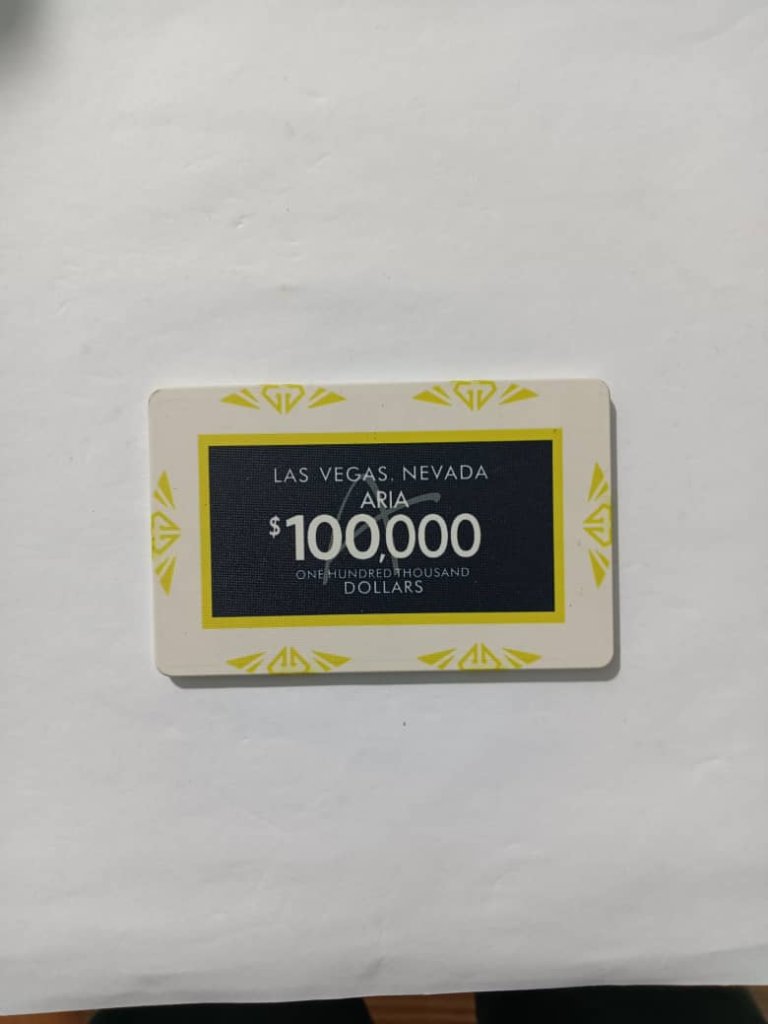 LAS VEGAS, NEVADA
ARIA
$100,000
ONE HUNDRED THOUSAND
DOLLARS